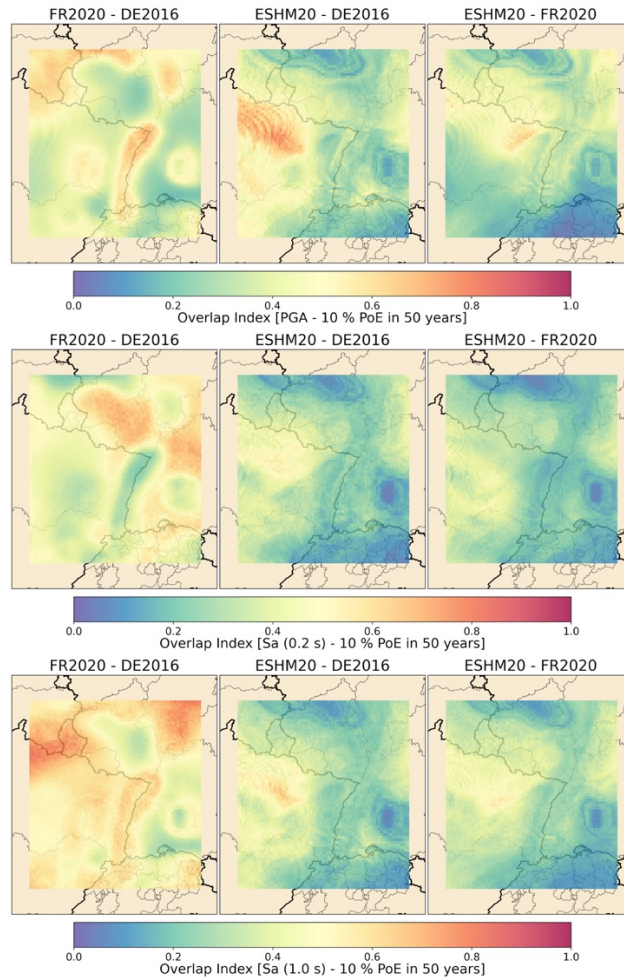 FR2020 - DE2016 ESHM20 - DE2016 ESHM20 - FR2020
0.0 0.2 0.4 0.6 0.8 1.0
Overlap Index [PGA - 10 % PoE in 50 years]
FR2020 - DE2016 ESHM20 - DE2016 ESHM20 - FR2020
0.0 0.2 0.4 0.6 0.8 1.0
Overlap Index [Sa (0.2 s) - 10 % PoE in 50 years]
FR2020 - DE2016 ESHM20 - DE2016 ESHM20 - FR2020
0.0 0.2 0.4 0.6 0.8 1.0
Overlap Index [Sa (1.0 s) - 10 % PoE in 50 years]